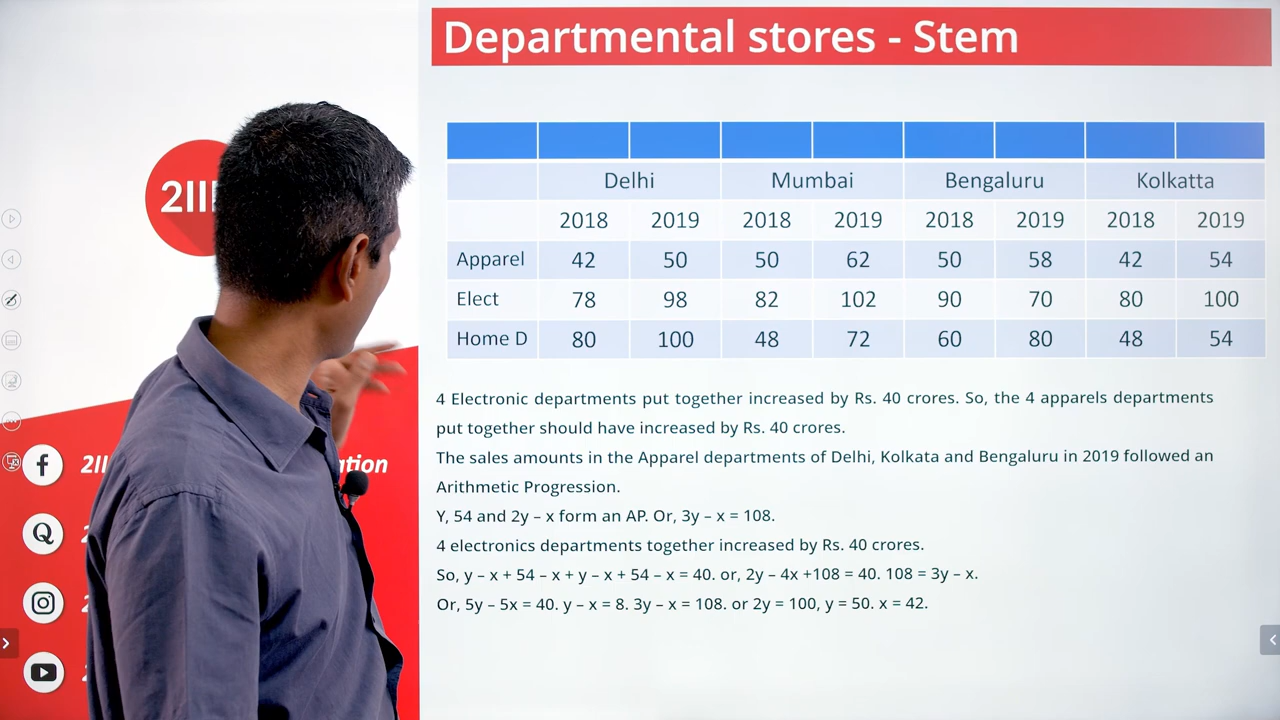 Departmental stores - Stem
2II
Delhi Mumbai Bengaluru Kolkatta
2018 2019 2018 2019 2018 2019 2018 2019
Apparel 42 50 50 62 50 58 42 54
Elect 78 98 82 102 90 70 80 100
Home D 80 100 48 72 60 80 48 54
4 Electronic departments put together increased by Rs. 40 crores. So, the 4 apparels departments
put together should have increased by Rs. 40 crores.
The sales amounts in the Apparel departments of Delhi, Kolkata and Bengaluru in 2019 followed an
Arithmetic Progression.
Y, 54 and 2y – x form an AP. Or, 3y – x = 108.
4 electronics departments together increased by Rs. 40 crores.
So, y – x + 54 – x + y – x + 54 – x = 40. or, 2y – 4x +108 = 40. 108 = 3y – x.
Or, 5y – 5x = 40. y – x = 8. 3y – x = 108. or 2y = 100, y = 50. x = 42.
2II